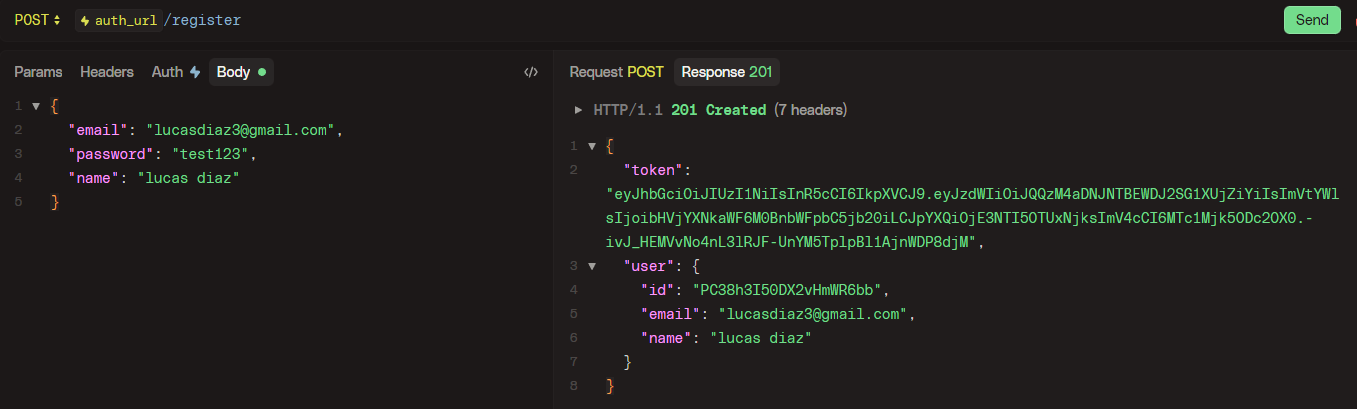 POST auth_url/register Send
Params Headers Auth Body </>
Request POST Response 201
1 {
2 "email": "lucasdiaz3@gmail.com",
3 "password": "test123",
4 "name": "lucas diaz"
5 }
HTTP/1.1 201 Created (7 headers)
1 {
2 "token":
"eyJhbGciOiJIUzI1NiIsInR5cCI6IkpXVCJ9.eyJzdWIiOiJQQzM4aDNJNTBEWDJ2SG1XUjZiYiIsImVtYWl
sIjoibHVjYXNkaWF6M0BnbWFpbC5jb20iLCJpYXQiOjE3NTI5OTUxNjksImV4cCI6MTc1Mjk5ODc2OX0.-
ivJ_HEMVvNo4nL3lRJF-UnYM5TplpBl1AjnWDP8djM",
3 "user": {
4 "id": "PC38h3I50DX2vHmWR6bb",
5 "email": "lucasdiaz3@gmail.com",
6 "name": "lucas diaz"
7 }
8 }